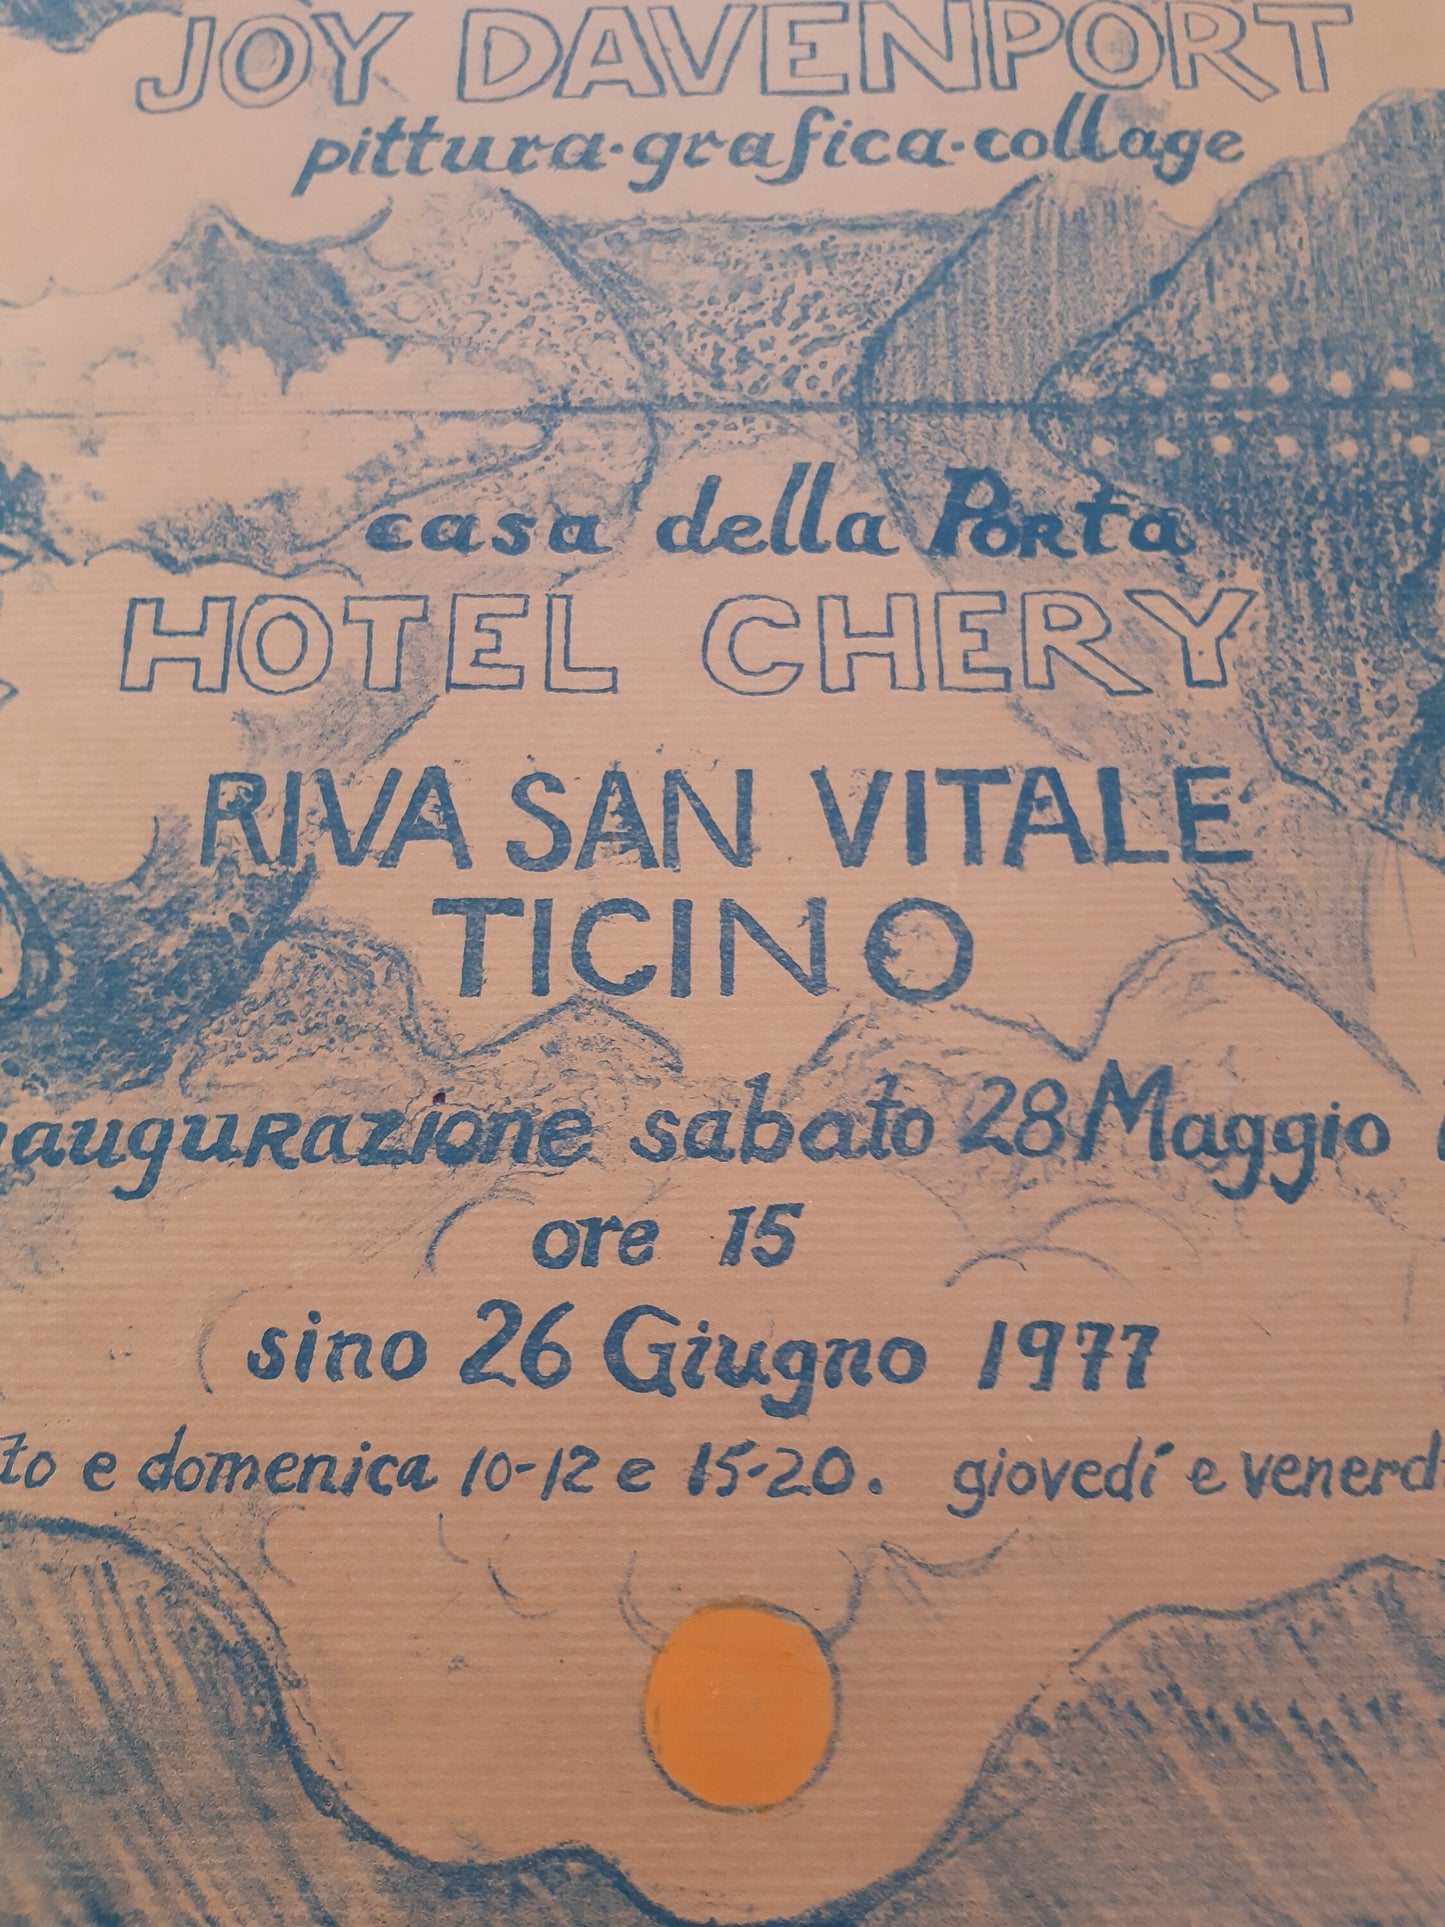 JOY DAVENPORT
pittura·grafica·collage
casa della Porta
HOTEL CHERY
RIVA SAN VITALE
TICINO
augurazione sabato 28 Maggio
ore 15
sino 26 Giugno 1977
to e domenica 10-12 e 15-20. giovedí e venerd